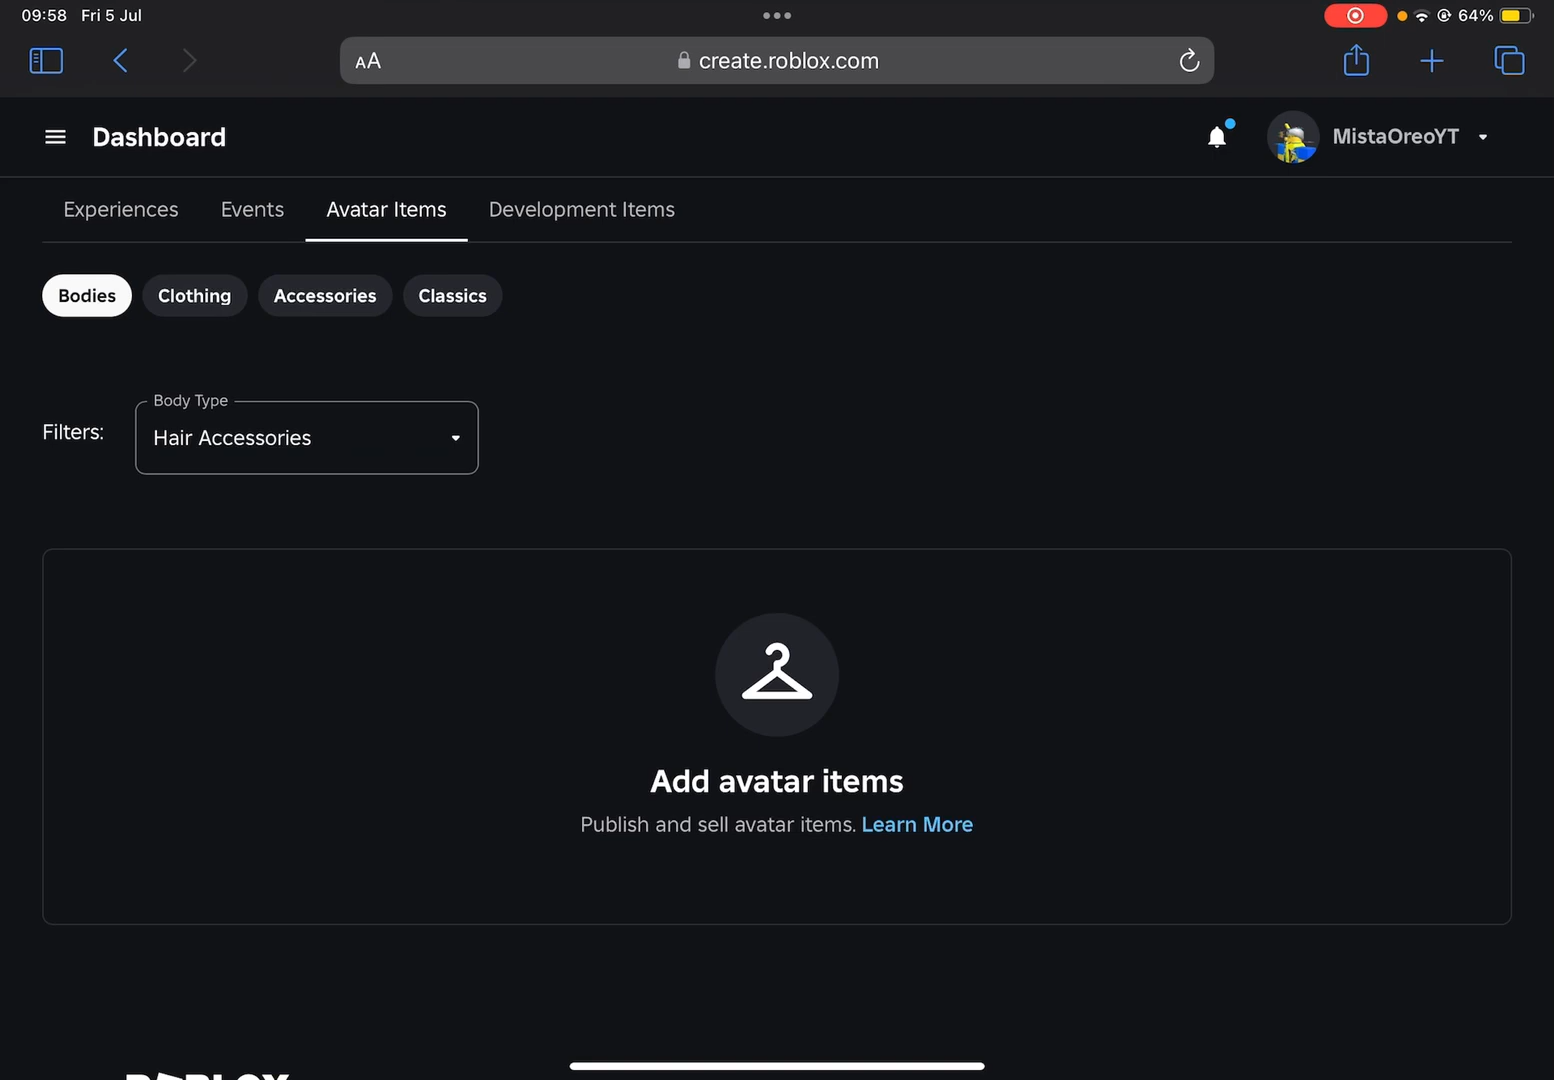 09:58 Fri 5 Jul
64%
AA
create.roblox.com
Dashboard
MistaOreoYT
Experiences Events Avatar Items Development Items
Bodies Clothing Accessories Classics
Body Type
Filters: Hair Accessories
Add avatar items
Publish and sell avatar items. Learn More
ROBLOX